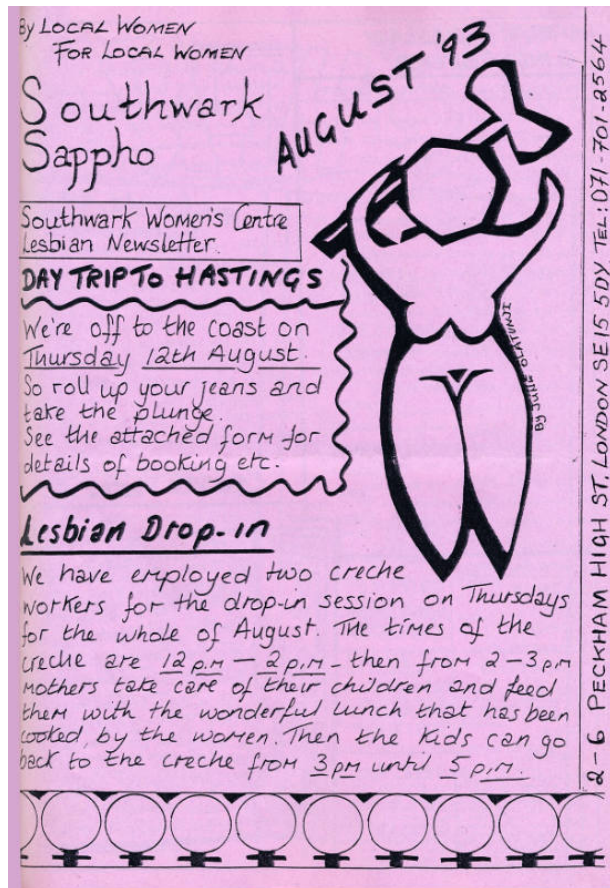 By Local Women
For Local Women
Southwark
Sappho
AUGUST '93
Southwark Women's Centre
Lesbian Newsletter.
DAY TRIP TO HASTINGS
We're off to the coast on
Thursday 12th August.
So roll up your jeans and
take the plunge.
See the attached form for
details of booking etc.
By JUNE OLATUNJI
Lesbian Drop-in
We have employed two creche
workers for the drop-in session on Thursdays
for the whole of August. The times of the
creche are 12 p.m - 2 p.m - then from 2-3 pm
mothers take care of their children and feed
them with the wonderful lunch that has been
cooked by the women. Then the kids can go
back to the creche from 3 pm until 5 p.m.
2-6 PECKHAM HIGH ST, LONDON SE15 5DY, TEL: 071-701-2564